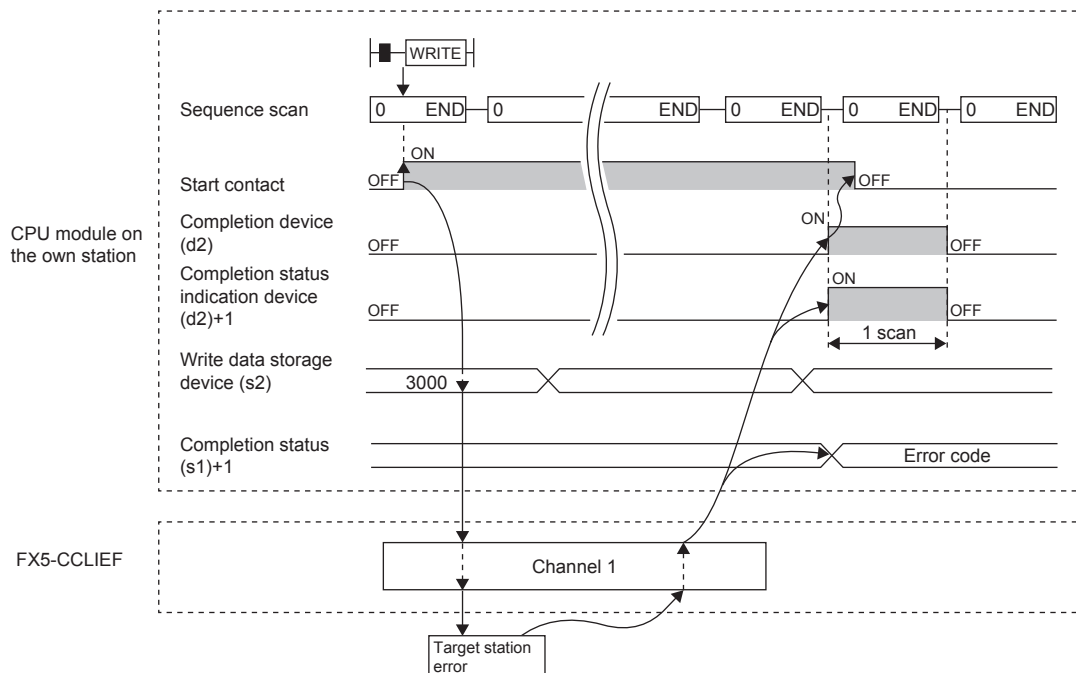 WRITE
Sequence scan
0 END 0 END 0 END 0 END 0 END
ON
Start contact
OFF
OFF
CPU module on
the own station
Completion device
(d2)
ON
OFF
OFF
Completion status
indication device
(d2)+1
ON
OFF
OFF
1 scan
Write data storage
device (s2)
3000
Completion status
(s1)+1
Error code
FX5-CCLIEF
Channel 1
Target station
error